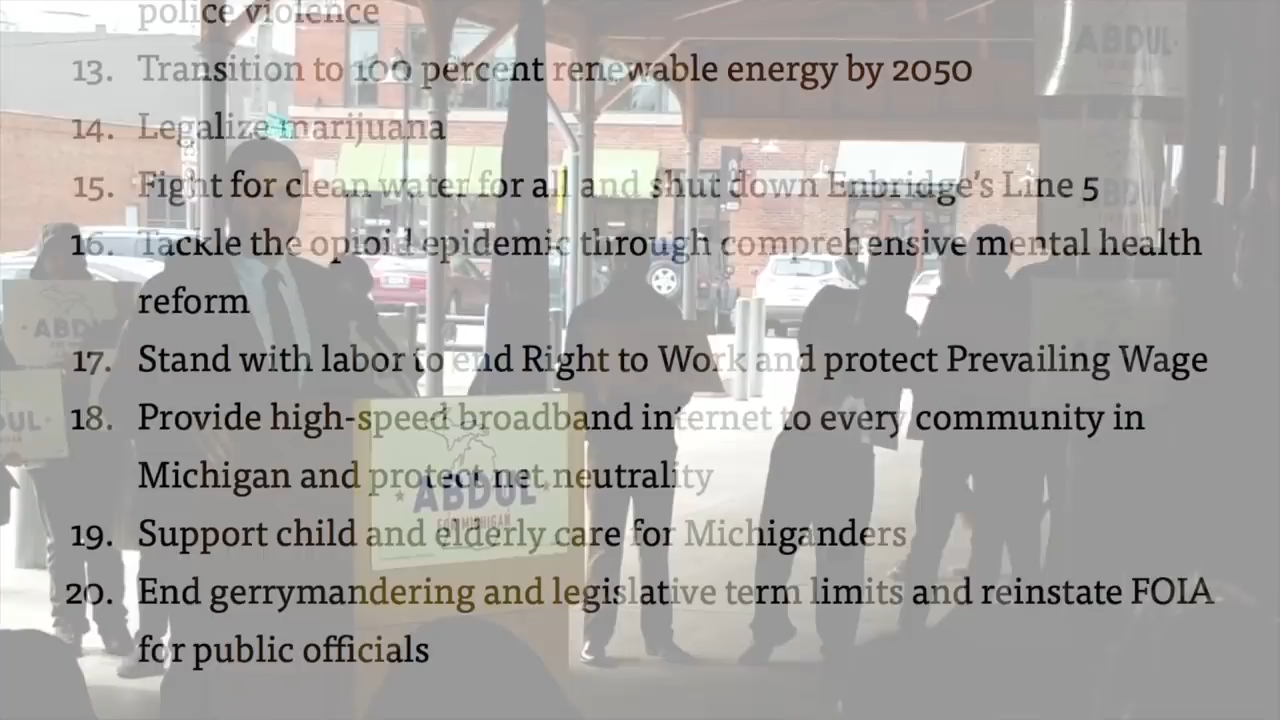 police violence
13. Transition to 100 percent renewable energy by 2050
14. Legalize marijuana
15. Fight for clean water for all and shut down Enbridge's Line 5
16. Tackle the opioid epidemic through comprehensive mental health
reform
17. Stand with labor to end Right to Work and protect Prevailing Wage
18. Provide high-speed broadband internet to every community in
Michigan and protect net neutrality
19. Support child and elderly care for Michiganders
20. End gerrymandering and legislative term limits and reinstate FOIA
for public officials
ABDUL
ABDUL
FOR MICHIGAN